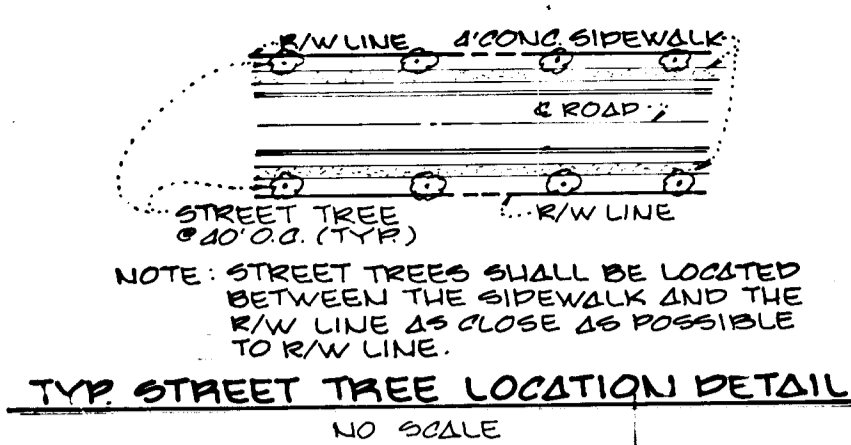 R/W LINE 4' CONC. SIDEWALK
℄ ROAD
STREET TREE
@ 40' O.C. (TYP.)
R/W LINE
NOTE: STREET TREES SHALL BE LOCATED
BETWEEN THE SIDEWALK AND THE
R/W LINE AS CLOSE AS POSSIBLE
TO R/W LINE.
TYP. STREET TREE LOCATION DETAIL
NO SCALE